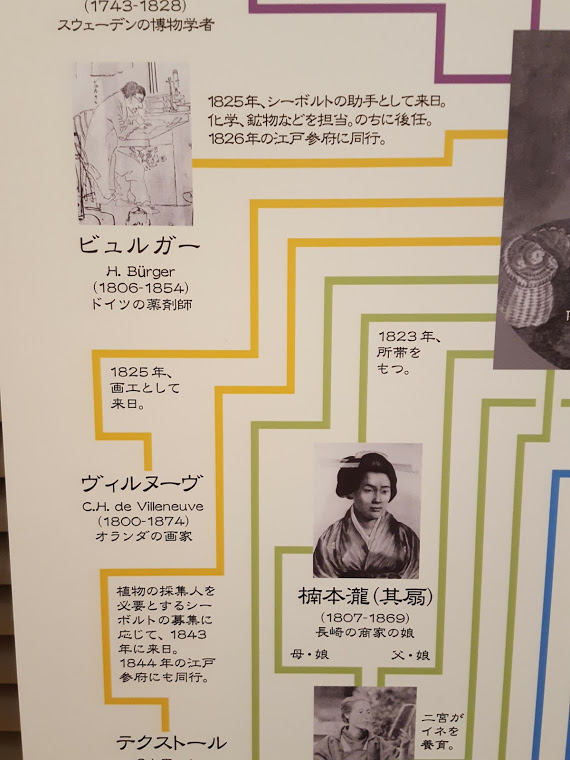 (1743-1828)
スウェーデンの博物学者
1825年、シーボルトの助手として来日。
化学、鉱物などを担当。のちに後任。
1826年の江戸参府に同行。
ビュルガー
H. Bürger
(1806-1854)
ドイツの薬剤師
1825年、
画工として
来日。
1823年、
所帯を
もつ。
ヴィルヌーヴ
C.H. de Villeneuve
(1800-1874)
オランダの画家
楠本瀧(其扇)
(1807-1869)
長崎の商家の娘
母・娘
父・娘
植物の採集人を
必要とするシー
ボルトの募集に
応じて、1843
年に来日。
1844年の江戸
参府にも同行。
二宮が
イネを
養育。
テクストール